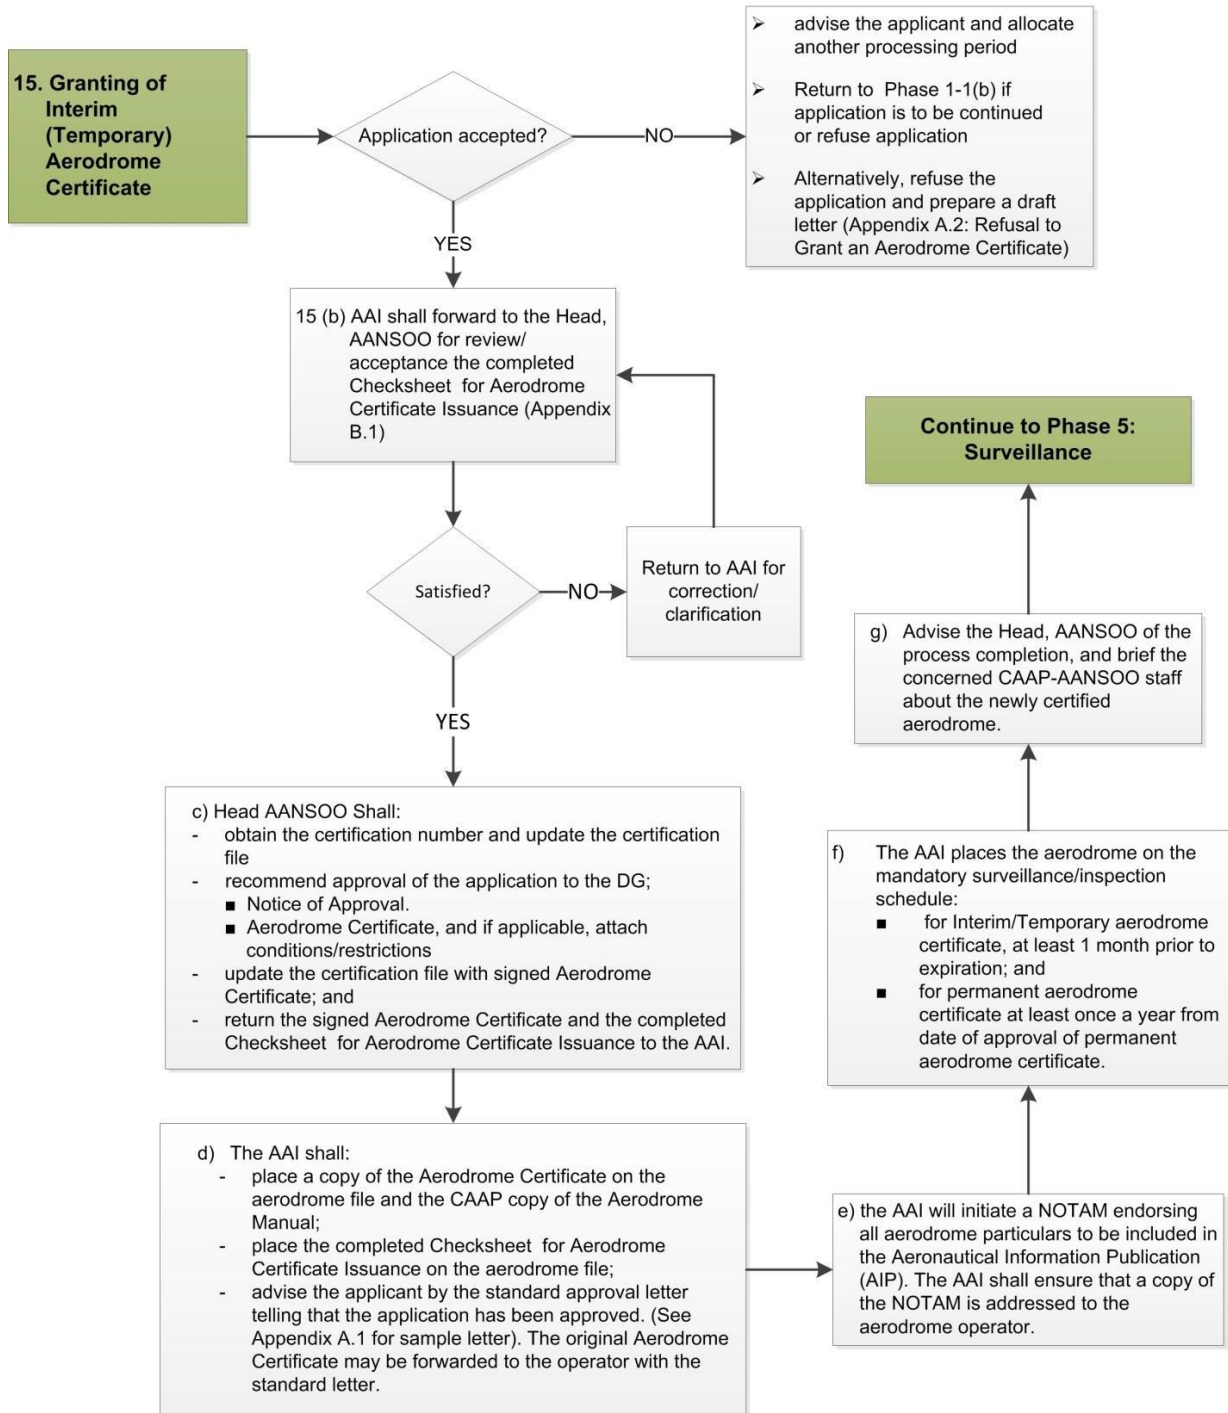 15. Granting of
Interim
(Temporary)
Aerodrome
Certificate
Application accepted?
NO
➢ advise the applicant and allocate
another processing period
➢ Return to Phase 1-1(b) if
application is to be continued
or refuse application
➢ Alternatively, refuse the
application and prepare a draft
letter (Appendix A.2: Refusal to
Grant an Aerodrome Certificate)
YES
15 (b) AAI shall forward to the Head,
AANSOO for review/
acceptance the completed
Checksheet for Aerodrome
Certificate Issuance (Appendix
B.1)
Satisfied?
NO
Return to AAI for
correction/
clarification
YES
c) Head AANSOO Shall:
- obtain the certification number and update the certification
file
- recommend approval of the application to the DG;
■ Notice of Approval.
■ Aerodrome Certificate, and if applicable, attach
conditions/restrictions
- update the certification file with signed Aerodrome
Certificate; and
- return the signed Aerodrome Certificate and the completed
Checksheet for Aerodrome Certificate Issuance to the AAI.
d) The AAI shall:
- place a copy of the Aerodrome Certificate on the
aerodrome file and the CAAP copy of the Aerodrome
Manual;
- place the completed Checksheet for Aerodrome
Certificate Issuance on the aerodrome file;
- advise the applicant by the standard approval letter
telling that the application has been approved. (See
Appendix A.1 for sample letter). The original Aerodrome
Certificate may be forwarded to the operator with the
standard letter.
e) the AAI will initiate a NOTAM endorsing
all aerodrome particulars to be included in
the Aeronautical Information Publication
(AIP). The AAI shall ensure that a copy of
the NOTAM is addressed to the
aerodrome operator.
f) The AAI places the aerodrome on the
mandatory surveillance/inspection
schedule:
■ for Interim/Temporary aerodrome
certificate, at least 1 month prior to
expiration; and
■ for permanent aerodrome
certificate at least once a year from
date of approval of permanent
aerodrome certificate.
g) Advise the Head, AANSOO of the
process completion, and brief the
concerned CAAP-AANSOO staff
about the newly certified
aerodrome.
Continue to Phase 5:
Surveillance